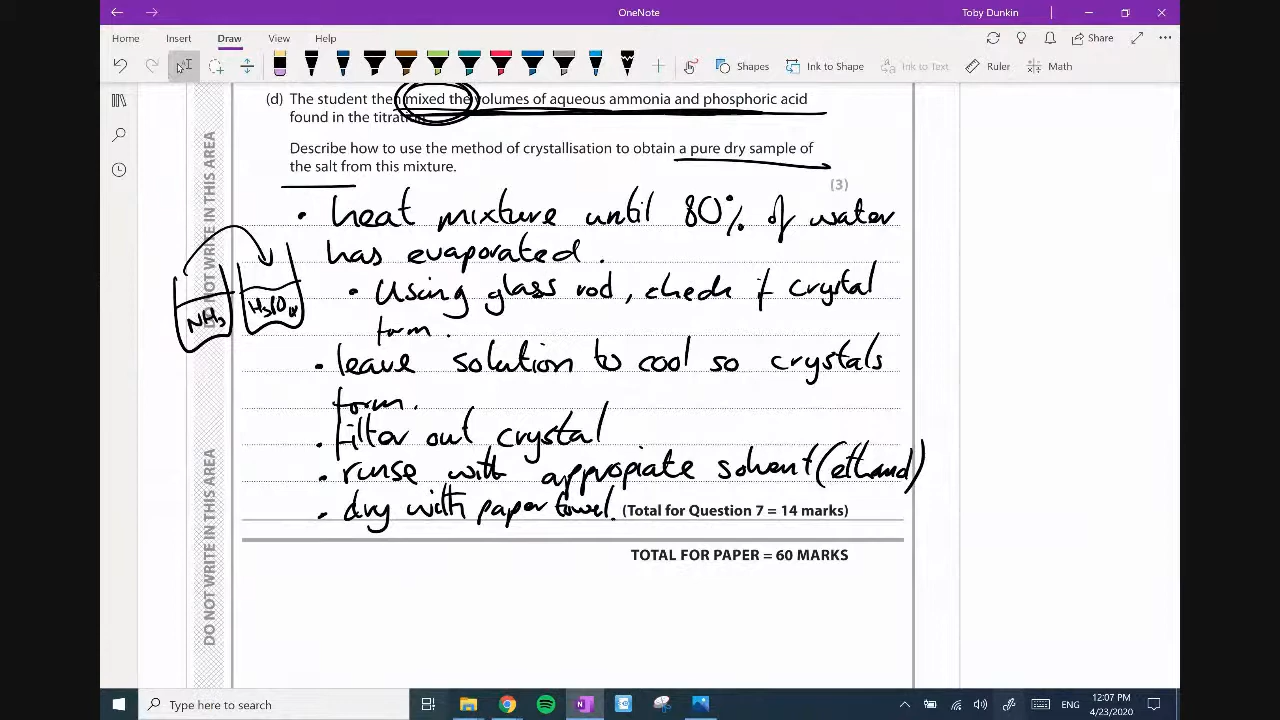 OneNote
Toby Dunkin
Home Insert Draw View Help
Share
Shapes Ink to Shape Ink to Text Ruler Math
(d) The student then mixed the volumes of aqueous ammonia and phosphoric acid
found in the titration.
Describe how to use the method of crystallisation to obtain a pure dry sample of
the salt from this mixture.
(3)
• heat mixture until 80% of water
has evaporated.
• Using glass rod, check if crystal
form.
NH3
H3PO4
• leave solution to cool so crystals
form.
• filter out crystal
• rinse with appropiate solvent (ethanol)
• dry with paper towel.
(Total for Question 7 = 14 marks)
TOTAL FOR PAPER = 60 MARKS
DO NOT WRITE IN THIS AREA
DO NOT WRITE IN THIS AREA
Type here to search
ENG
12:07 PM
4/23/2020